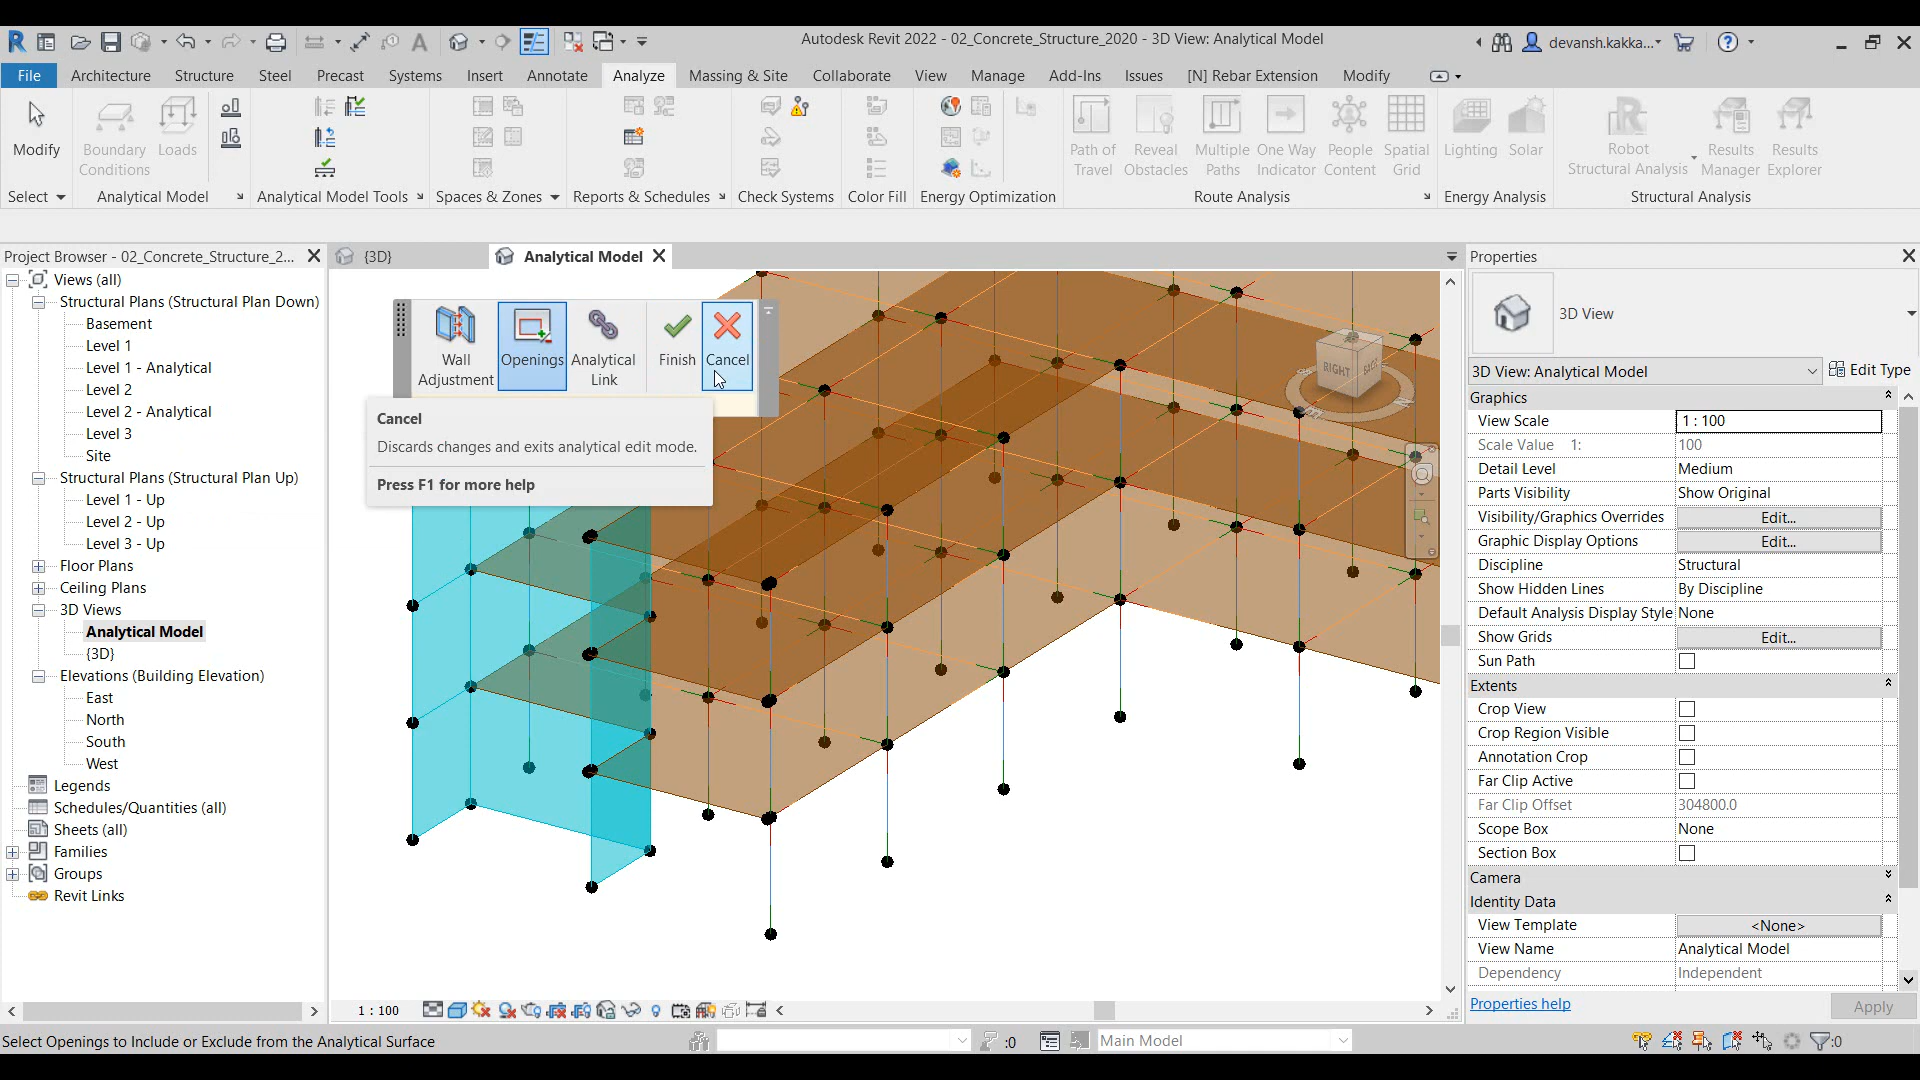 Autodesk Revit 2022 - 02_Concrete_Structure_2020 - 3D View: Analytical Model
devansh.kakka...
File Architecture Structure Steel Precast Systems Insert Annotate Analyze Massing & Site Collaborate View Manage Add-Ins Issues [N] Rebar Extension Modify
Modify
Boundary Conditions
Loads
Path of Travel
Reveal Obstacles
Multiple Paths
One Way Indicator
People Content
Spatial Grid
Lighting
Solar
Robot Structural Analysis
Results Manager
Results Explorer
Select Analytical Model Analytical Model Tools Spaces & Zones Reports & Schedules Check Systems Color Fill Energy Optimization Route Analysis Energy Analysis Structural Analysis
Project Browser - 02_Concrete_Structure_2...
Views (all)
Structural Plans (Structural Plan Down)
Basement
Level 1
Level 1 - Analytical
Level 2
Level 2 - Analytical
Level 3
Site
Structural Plans (Structural Plan Up)
Level 1 - Up
Level 2 - Up
Level 3 - Up
Floor Plans
Ceiling Plans
3D Views
Analytical Model
{3D}
Elevations (Building Elevation)
East
North
South
West
Legends
Schedules/Quantities (all)
Sheets (all)
Families
Groups
Revit Links
{3D}
Analytical Model
Wall Adjustment
Openings
Analytical Link
Finish
Cancel
Cancel
Discards changes and exits analytical edit mode.
Press F1 for more help
RIGHT
BACK
Properties
3D View
3D View: Analytical Model
Edit Type
Graphics
View Scale 1 : 100
Scale Value 1: 100
Detail Level Medium
Parts Visibility Show Original
Visibility/Graphics Overrides Edit...
Graphic Display Options Edit...
Discipline Structural
Show Hidden Lines By Discipline
Default Analysis Display Style None
Show Grids Edit...
Sun Path
Extents
Crop View
Crop Region Visible
Annotation Crop
Far Clip Active
Far Clip Offset 304800.0
Scope Box None
Section Box
Camera
Identity Data
View Template <None>
View Name Analytical Model
Dependency Independent
Properties help
Apply
1 : 100
Select Openings to Include or Exclude from the Analytical Surface
:0
Main Model
:0